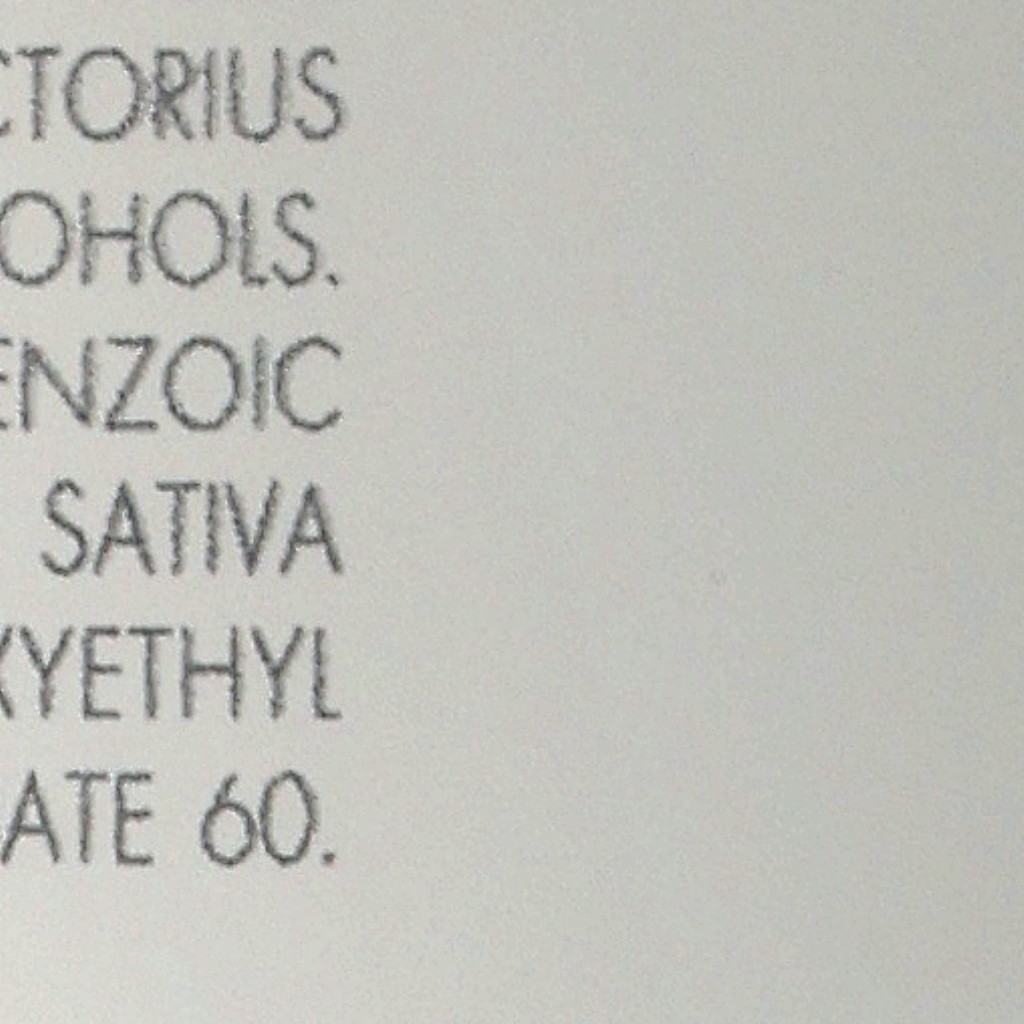 CTORIUS
OHOLS.
ENZOIC
SATIVA
XYETHYL
ATE 60.